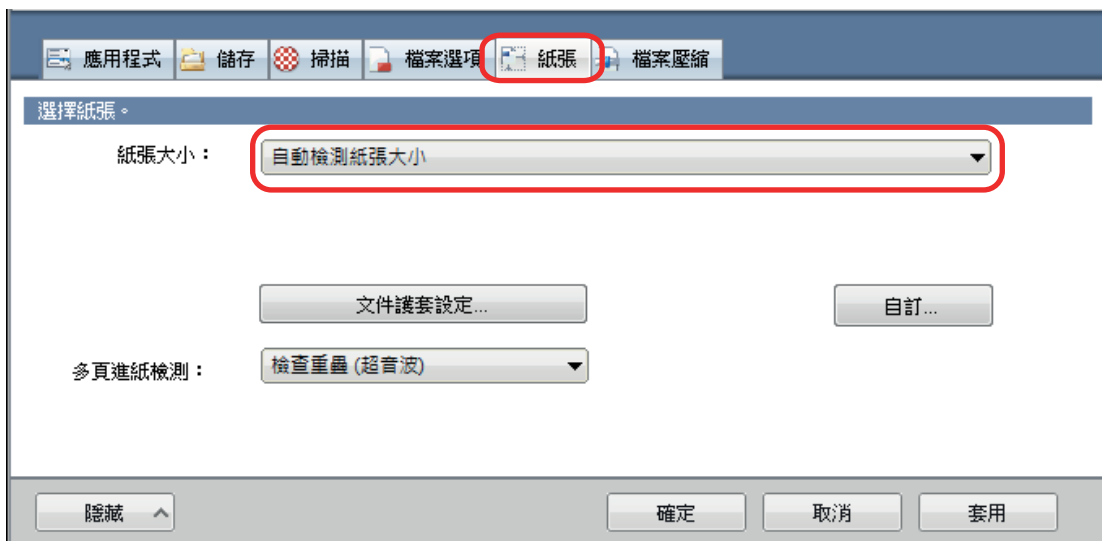 應用程式 儲存 掃描 檔案選項 紙張 檔案壓縮
選擇紙張。
紙張大小： 自動檢測紙張大小
文件護套設定... 自訂...
多頁進紙檢測： 檢查重疊 (超音波)
隱藏 確定 取消 套用